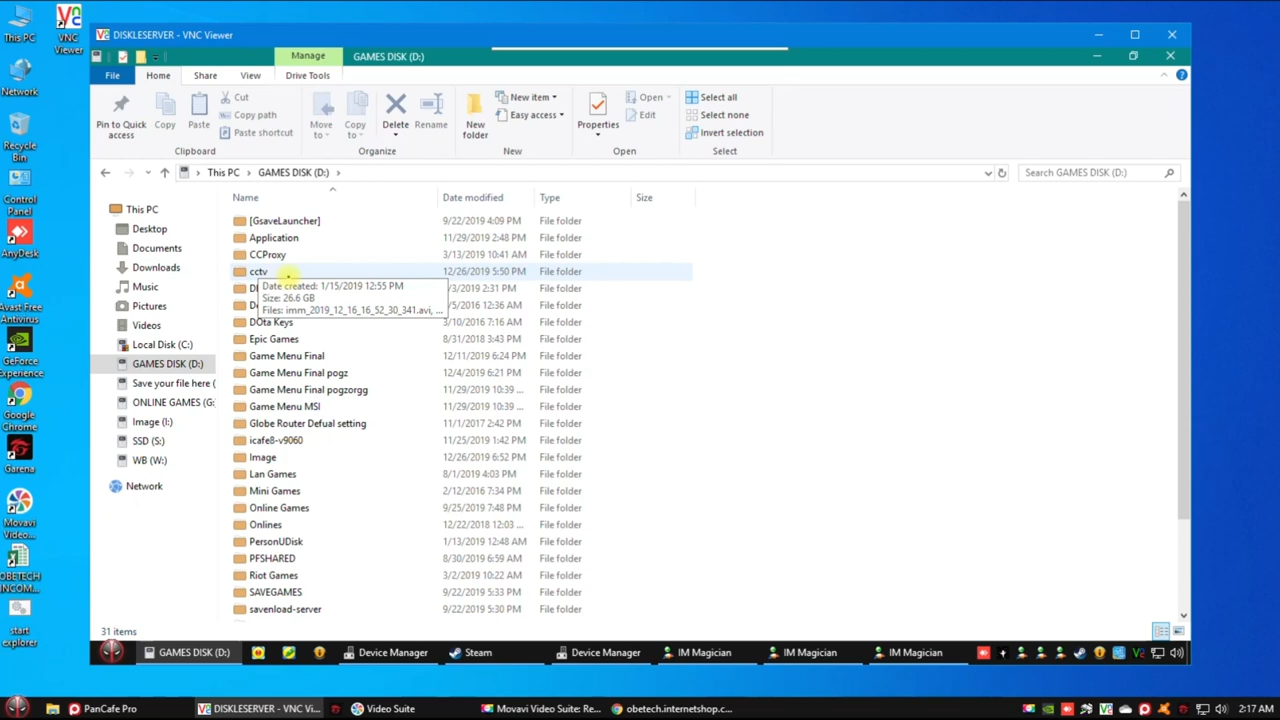 This PC
VNC
Viewer
Network
Recycle
Bin
Control
Panel
AnyDesk
Avast Free
Antivirus
GeForce
Experience
Google
Chrome
Garena
Movavi
Video...
OBETECH
INCOM...
start
explorer
DISKLESERVER - VNC Viewer
Manage
GAMES DISK (D:)
File
Home
Share
View
Drive Tools
Pin to Quick
access
Copy
Paste
Cut
Copy path
Paste shortcut
Clipboard
Move
to
Copy
to
Delete
Rename
Organize
New
folder
New item
Easy access
New
Properties
Open
Edit
Open
Select all
Select none
Invert selection
Select
This PC > GAMES DISK (D:) >
Search GAMES DISK (D:)
This PC
Desktop
Documents
Downloads
Music
Pictures
Videos
Local Disk (C:)
GAMES DISK (D:)
Save your file here (
ONLINE GAMES (G:
Image (I:)
SSD (S:)
WB (W:)
Network
Name Date modified Type Size
[GsaveLauncher] 9/22/2019 4:09 PM File folder
Application 11/29/2019 2:48 PM File folder
CCProxy 3/13/2019 10:41 AM File folder
cctv 12/26/2019 5:50 PM File folder
/3/2019 2:31 PM File folder
/5/2016 12:36 AM File folder
DOta Keys 3/10/2016 7:16 AM File folder
Epic Games 8/31/2018 3:43 PM File folder
Game Menu Final 12/11/2019 6:24 PM File folder
Game Menu Final pogz 12/4/2019 6:21 PM File folder
Game Menu Final pogzorgg 11/29/2019 10:39 ... File folder
Game Menu MSI 11/29/2019 10:39 ... File folder
Globe Router Defual setting 11/1/2017 2:42 PM File folder
icafe8-v9060 11/25/2019 1:42 PM File folder
Image 12/26/2019 6:52 PM File folder
Lan Games 8/1/2019 4:03 PM File folder
Mini Games 2/12/2016 7:34 PM File folder
Online Games 9/25/2019 7:48 PM File folder
Onlines 12/22/2018 12:03 ... File folder
PersonUDisk 1/13/2019 12:48 AM File folder
PFSHARED 8/30/2019 6:59 AM File folder
Riot Games 3/2/2019 10:22 AM File folder
SAVEGAMES 9/22/2019 5:33 PM File folder
savenload-server 9/22/2019 5:30 PM File folder
Date created: 1/15/2019 12:55 PM
Size: 26.6 GB
Files: imm_2019_12_16_16_52_30_341.avi, ...
31 items
GAMES DISK (D:)
Device Manager
Steam
Device Manager
IM Magician
IM Magician
IM Magician
PanCafe Pro
DISKLESERVER - VNC Vi...
Video Suite
Movavi Video Suite: Re...
obetech.internetshop.c...
2:17 AM